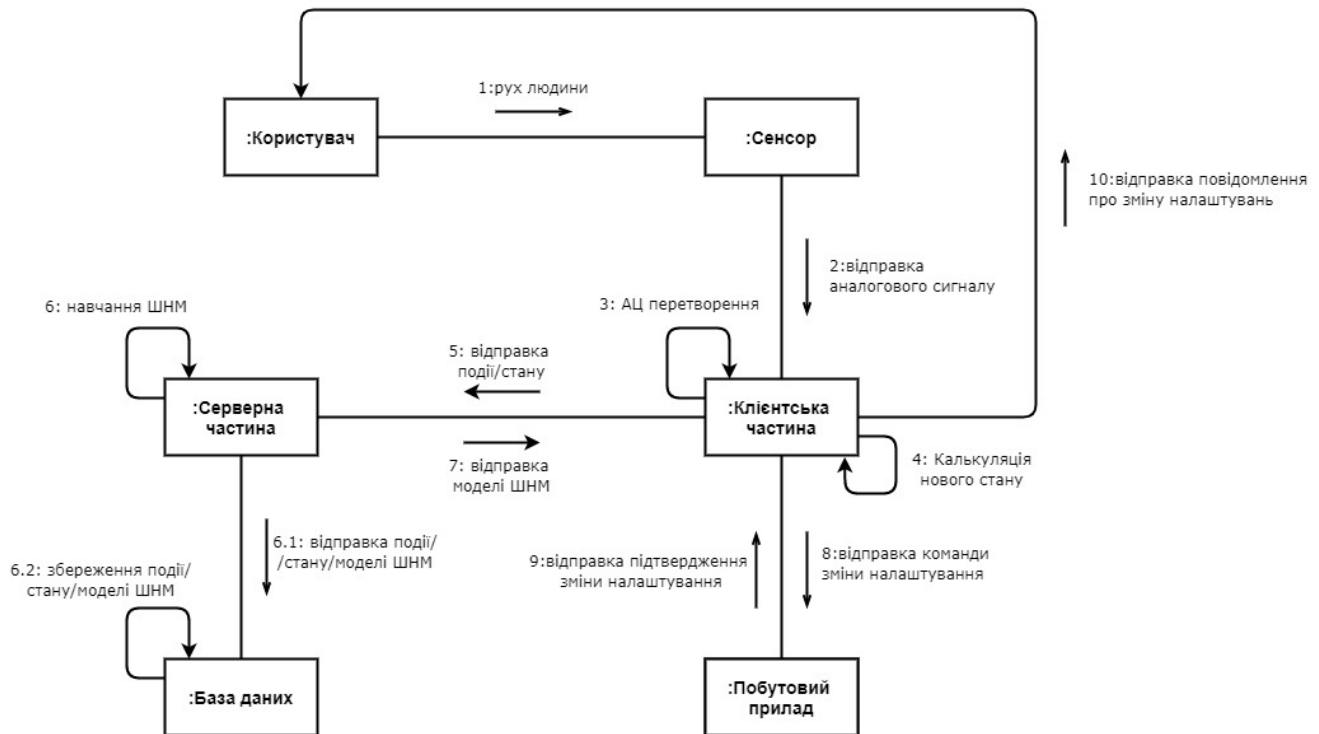 1:рух людини
:Користувач
:Сенсор
10:відправка повідомлення
про зміну налаштувань
2:відправка
аналогового сигналу
6: навчання ШНМ
3: АЦ перетворення
5: відправка
події/стану
:Серверна
частина
:Клієнтська
частина
7: відправка
моделі ШНМ
4: Калькуляція
нового стану
6.1: відправка події/
/стану/моделі ШНМ
9:відправка підтвердження
зміни налаштування
8:відправка команди
зміни налаштування
6.2: збереження події/
стану/моделі ШНМ
:База даних
:Побутовий
прилад